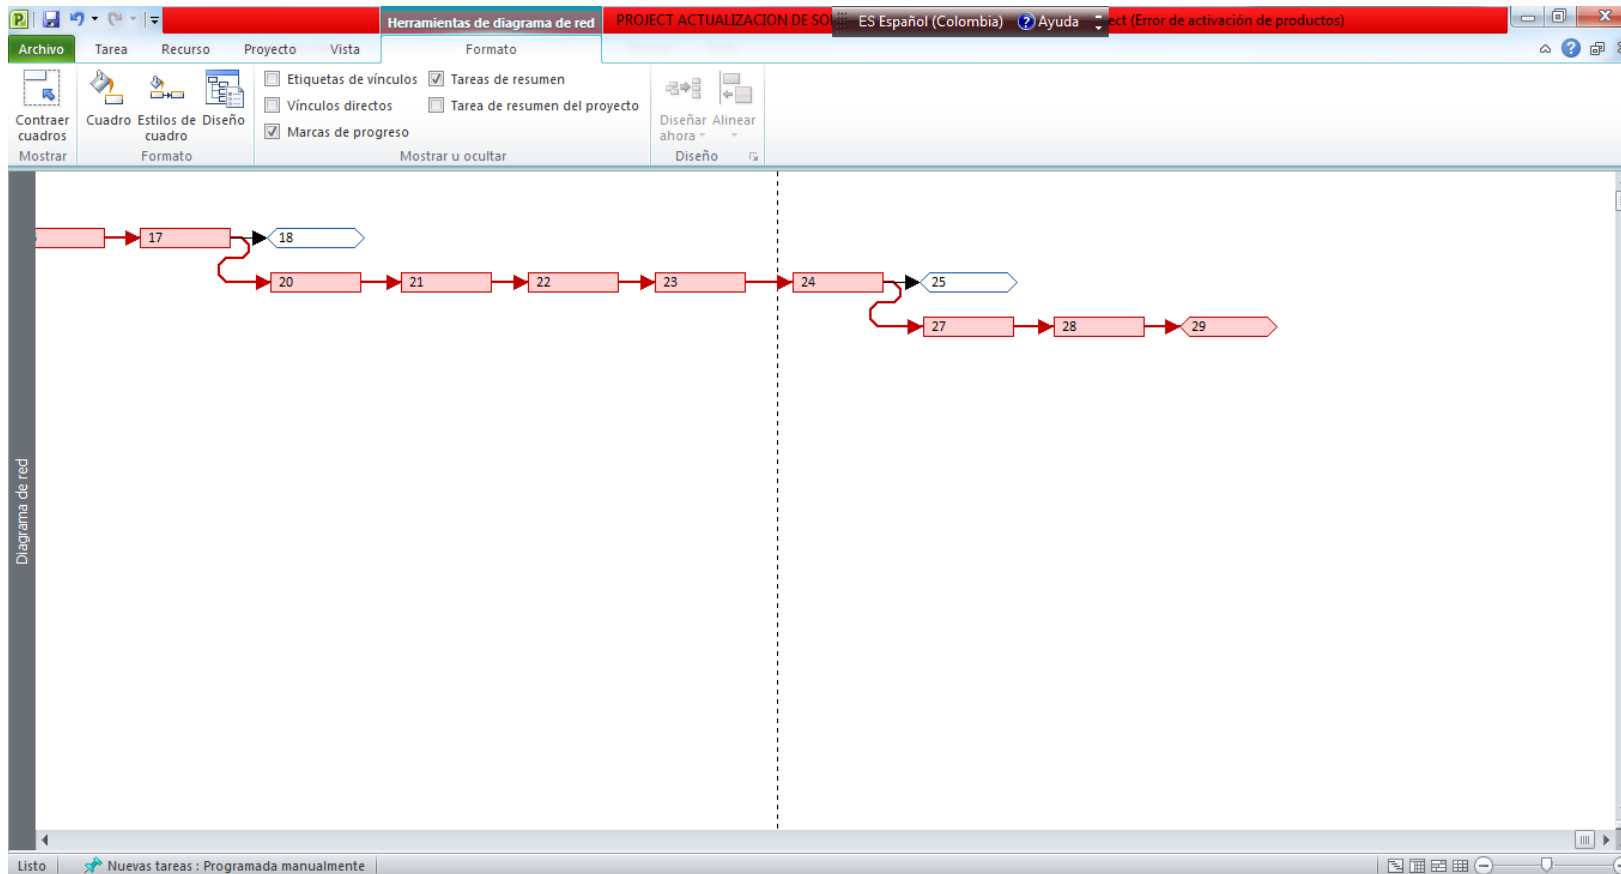 Herramientas de diagrama de red
PROJECT ACTUALIZACION DE SO
ES Español (Colombia)
Ayuda
ect (Error de activación de productos)
Archivo
Tarea
Recurso
Proyecto
Vista
Formato
Contraer cuadros
Cuadro
Estilos de cuadro
Diseño
Etiquetas de vínculos
Tareas de resumen
Vínculos directos
Tarea de resumen del proyecto
Marcas de progreso
Diseñar ahora
Alinear
Mostrar
Formato
Mostrar u ocultar
Diseño
17
18
20
21
22
23
24
25
27
28
29
Diagrama de red
Listo
Nuevas tareas : Programada manualmente